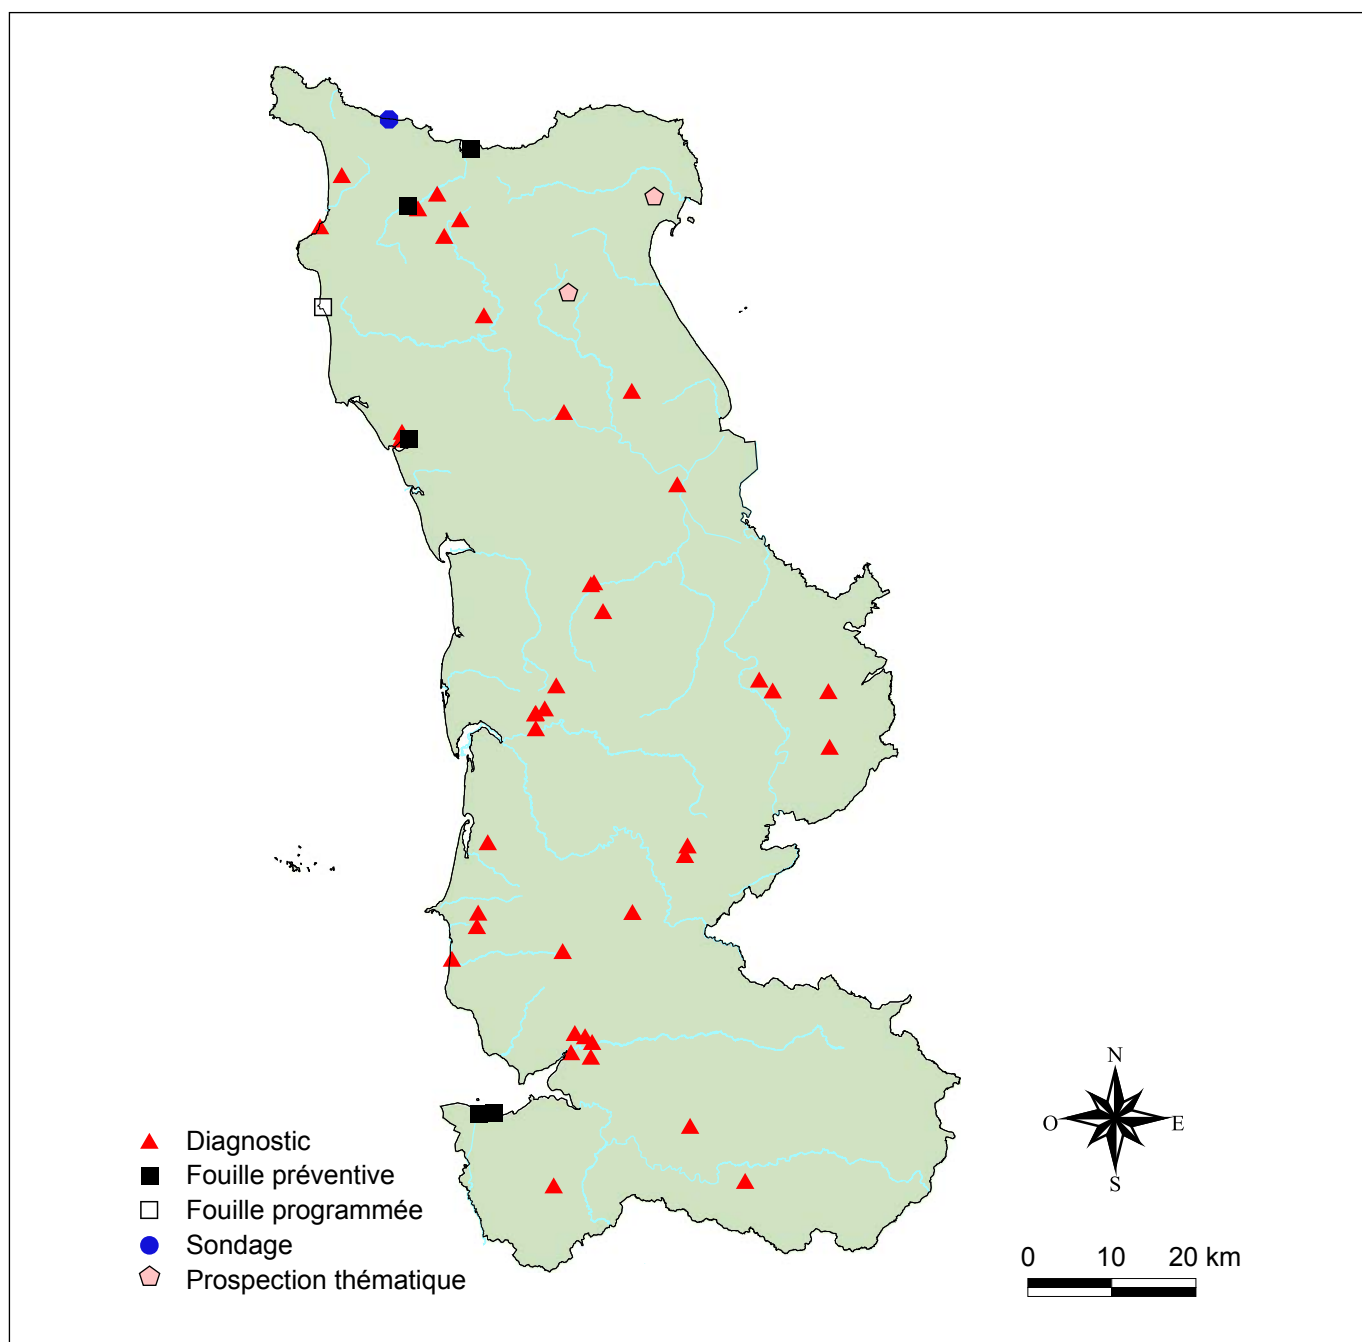 N
O
E
S
Diagnostic
Fouille préventive
Fouille programmée
Sondage
Prospection thématique
0 10 20 km